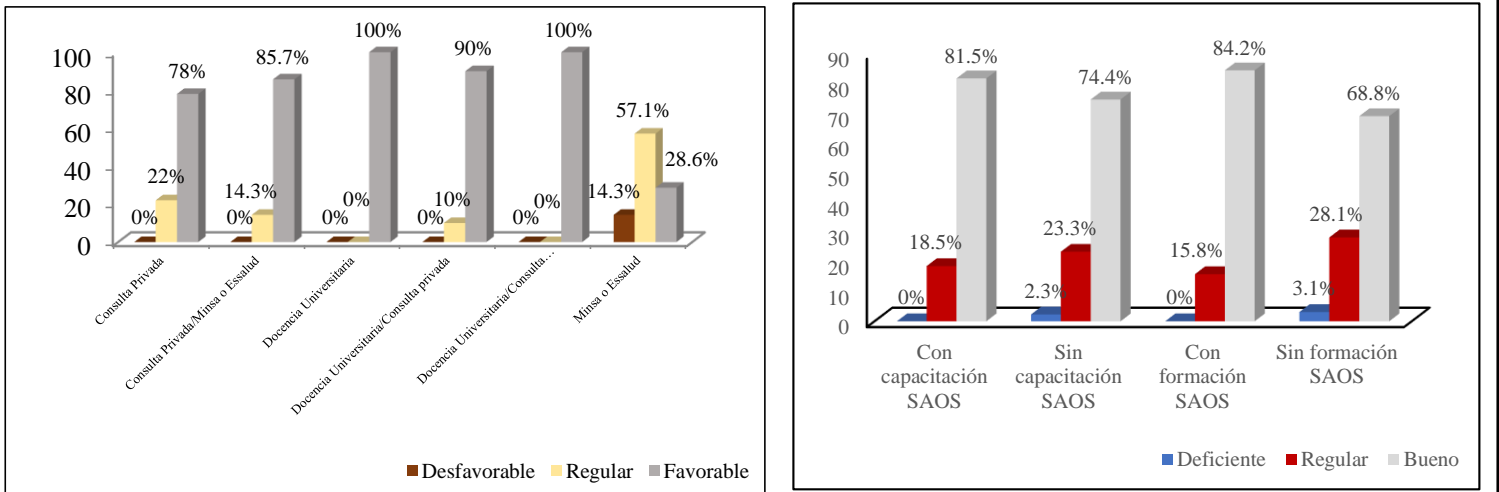 100%
100%
90%
85.7%
78%
57.1%
28.6%
22%
14.3%
14.3%
10%
0%
0%
0%
0%
0%
0%
0%
100
80
60
40
20
0
Consulta Privada
Consulta Privada/Minsa o Essalud
Docencia Universitaria
Docencia Universitaria/Consulta privada
Docencia Universitaria/Consulta…
Minsa o Essalud
Desfavorable Regular Favorable
90
80
70
60
50
40
30
20
10
0
81.5%
74.4%
84.2%
68.8%
18.5%
23.3%
15.8%
28.1%
0%
2.3%
0%
3.1%
Con
capacitación
SAOS
Sin
capacitación
SAOS
Con
formación
SAOS
Sin formación
SAOS
Deficiente Regular Bueno